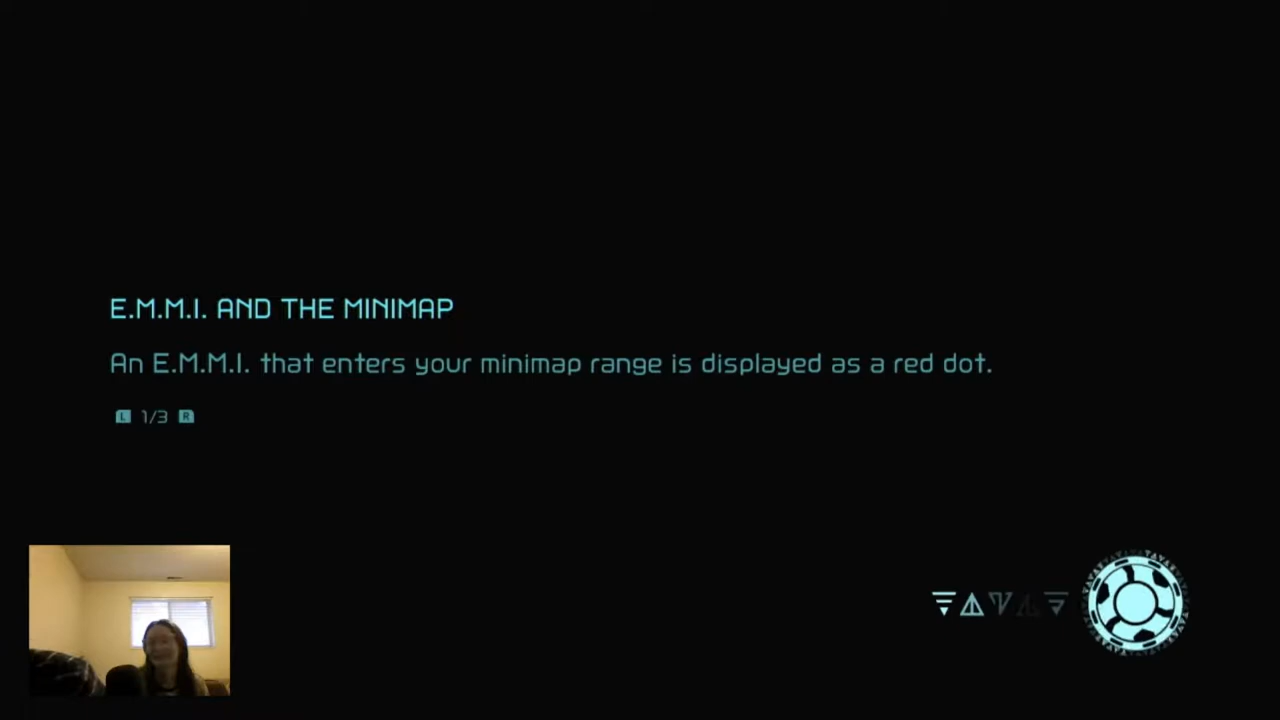 E.M.M.I. AND THE MINIMAP
An E.M.M.I. that enters your minimap range is displayed as a red dot.
L 1/3 R